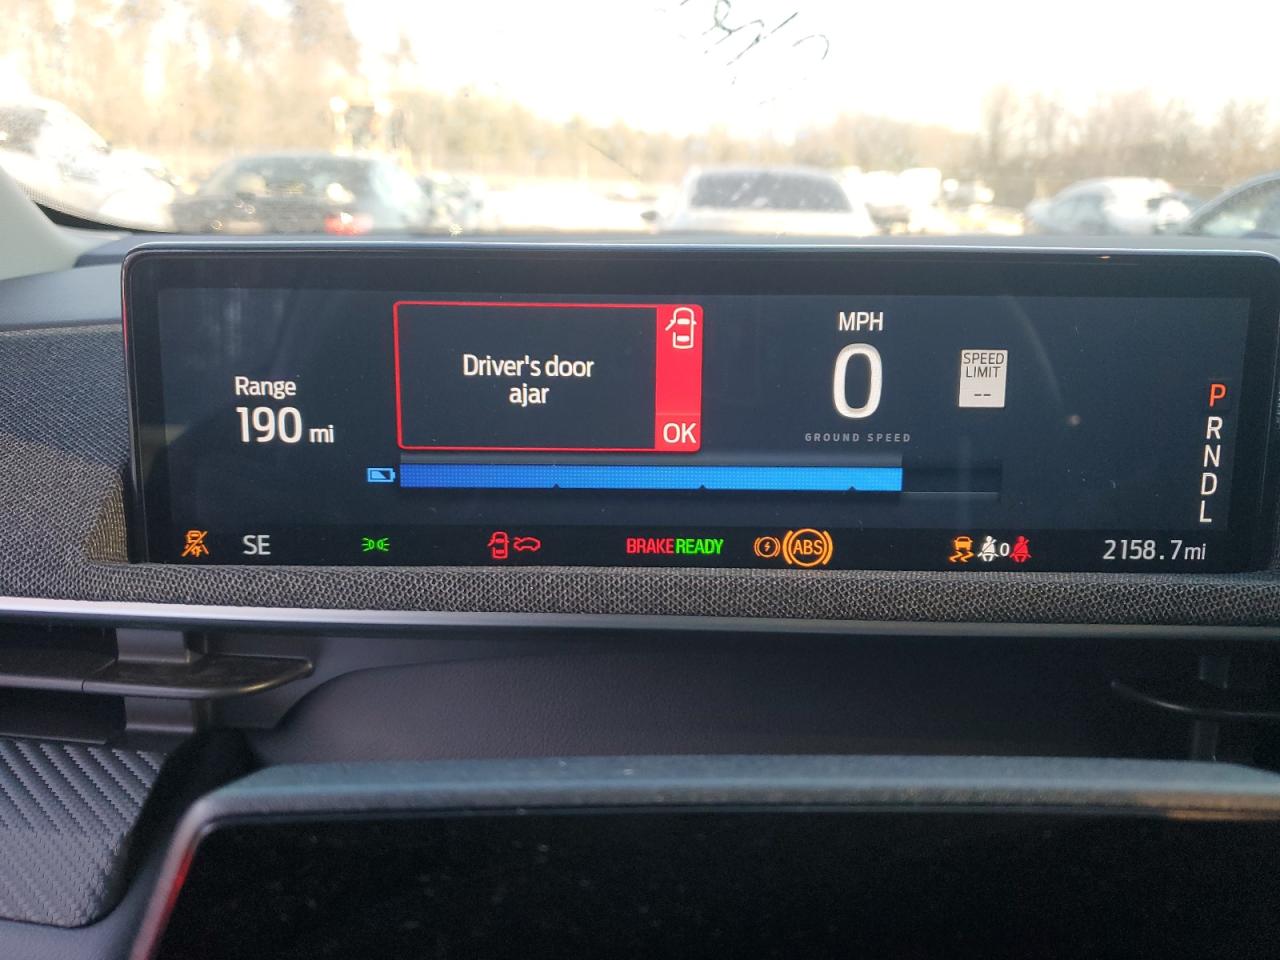 Range
190 mi
Driver's door
ajar
OK
MPH
0
GROUND SPEED
SPEED
LIMIT
--
P
R
N
D
L
SE
BRAKE READY
ABS
0
2158.7mi